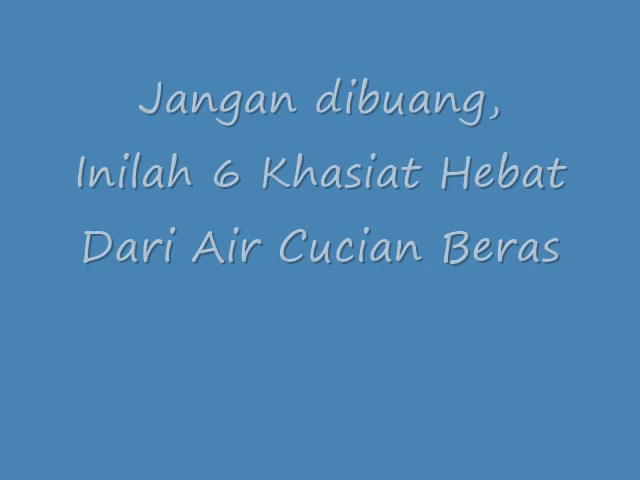 Jangan dibuang,
Inilah 6 Khasiat Hebat
Dari Air Cucian Beras